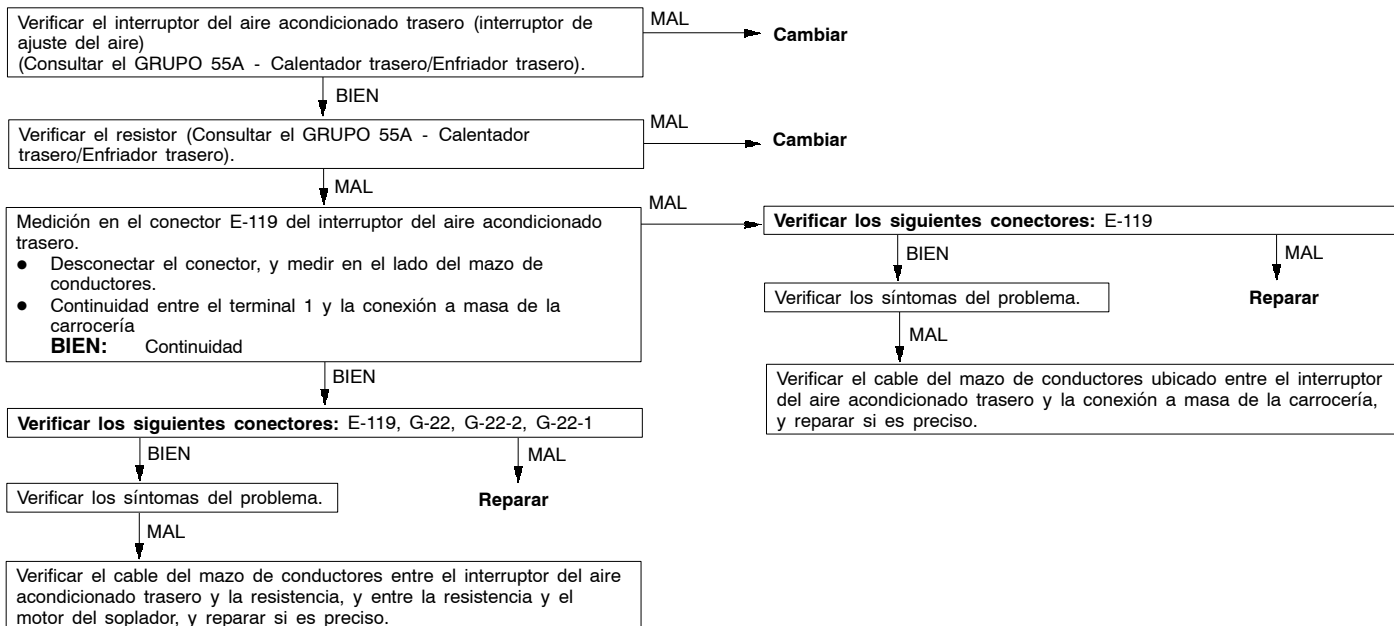 Verificar el interruptor del aire acondicionado trasero (interruptor de
ajuste del aire)
(Consultar el GRUPO 55A - Calentador trasero/Enfriador trasero).
MAL
Cambiar
BIEN
Verificar el resistor (Consultar el GRUPO 55A - Calentador
trasero/Enfriador trasero).
MAL
Cambiar
MAL
Medición en el conector E-119 del interruptor del aire acondicionado
trasero.
● Desconectar el conector, y medir en el lado del mazo de
conductores.
● Continuidad entre el terminal 1 y la conexión a masa de la
carrocería
BIEN: Continuidad
MAL
Verificar los siguientes conectores: E-119
BIEN
MAL
Verificar los síntomas del problema.
Reparar
MAL
Verificar el cable del mazo de conductores ubicado entre el interruptor
del aire acondicionado trasero y la conexión a masa de la carrocería,
y reparar si es preciso.
BIEN
Verificar los siguientes conectores: E-119, G-22, G-22-2, G-22-1
BIEN
MAL
Verificar los síntomas del problema.
Reparar
MAL
Verificar el cable del mazo de conductores entre el interruptor del aire
acondicionado trasero y la resistencia, y entre la resistencia y el
motor del soplador, y reparar si es preciso.